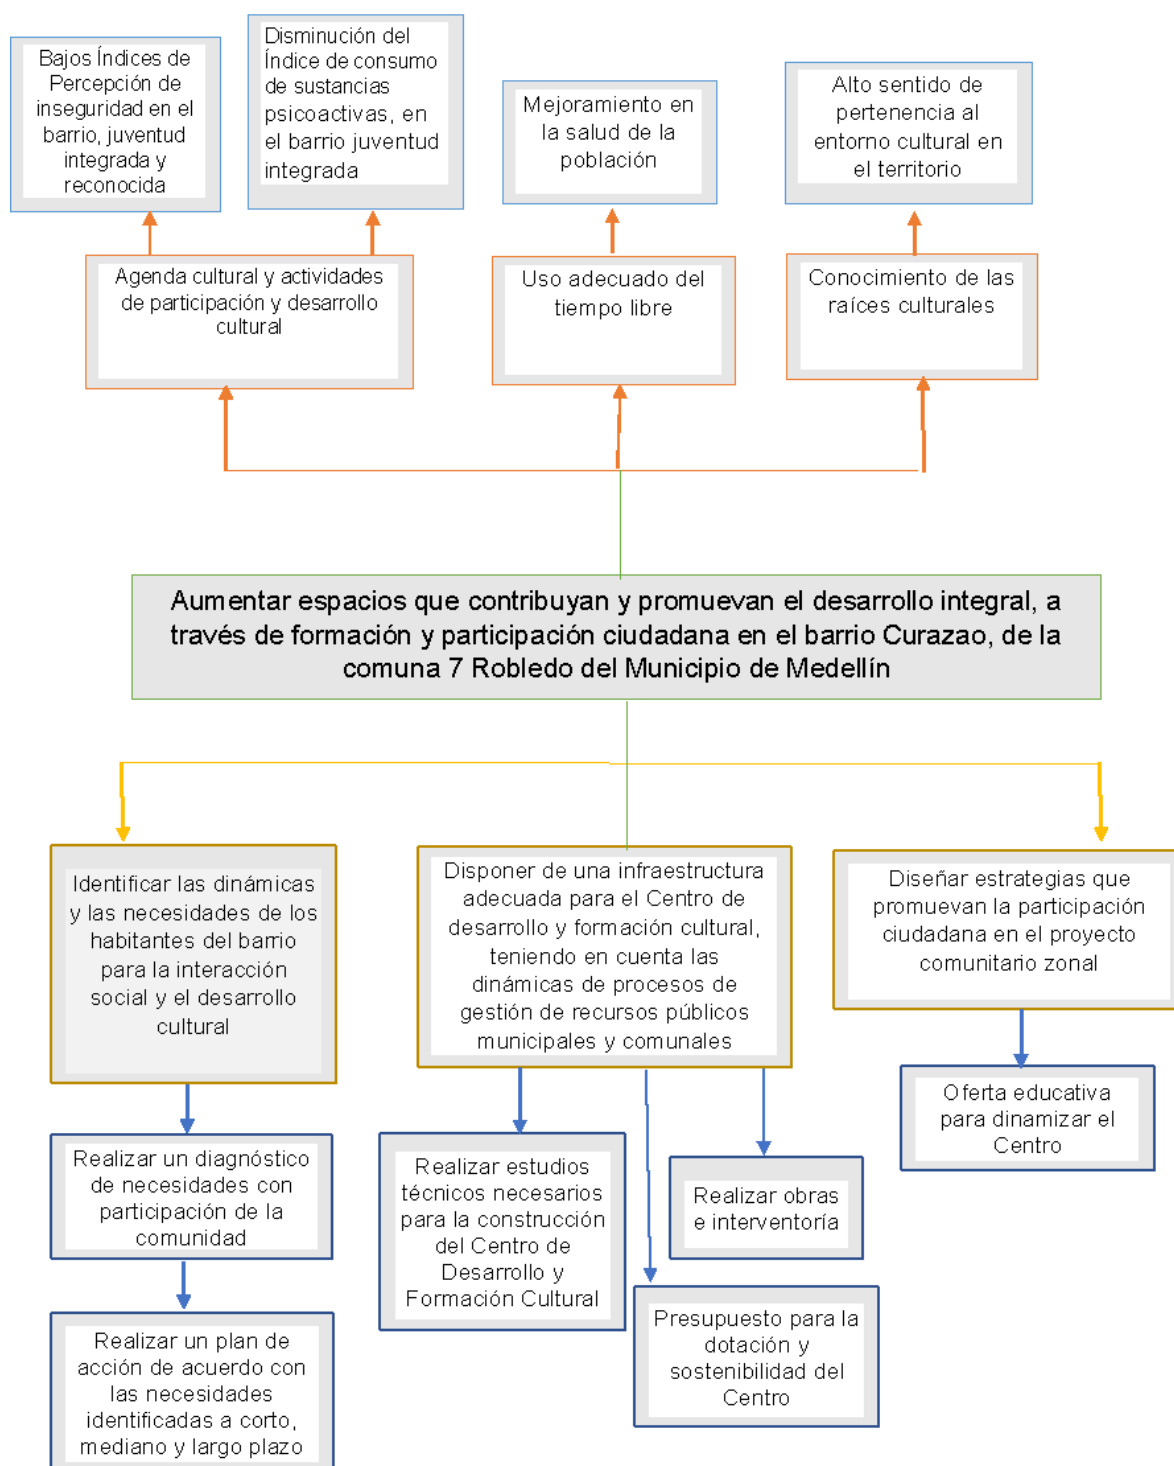 Bajos Índices de
Percepción de
inseguridad en el
barrio, juventud
integrada y
reconocida
Disminución del
Índice de consumo
de sustancias
psicoactivas, en
el barrio juventud
integrada
Mejoramiento en
la salud de la
población
Alto sentido de
pertenencia al
entorno cultural en
el territorio
Agenda cultural y actividades
de participación y desarrollo
cultural
Uso adecuado del
tiempo libre
Conocimiento de las
raíces culturales
Aumentar espacios que contribuyan y promuevan el desarrollo integral, a
través de formación y participación ciudadana en el barrio Curazao, de la
comuna 7 Robledo del Municipio de Medellín
Identificar las dinámicas
y las necesidades de los
habitantes del barrio
para la interacción
social y el desarrollo
cultural
Disponer de una infraestructura
adecuada para el Centro de
desarrollo y formación cultural,
teniendo en cuenta las
dinámicas de procesos de
gestión de recursos públicos
municipales y comunales
Diseñar estrategias que
promuevan la participación
ciudadana en el proyecto
comunitario zonal
Realizar un diagnóstico
de necesidades con
participación de la
comunidad
Realizar estudios
técnicos necesarios
para la construcción
del Centro de
Desarrollo y
Formación Cultural
Realizar obras
e interventoría
Oferta educativa
para dinamizar el
Centro
Realizar un plan de
acción de acuerdo con
las necesidades
identificadas a corto,
mediano y largo plazo
Presupuesto para la
dotación y
sostenibilidad del
Centro